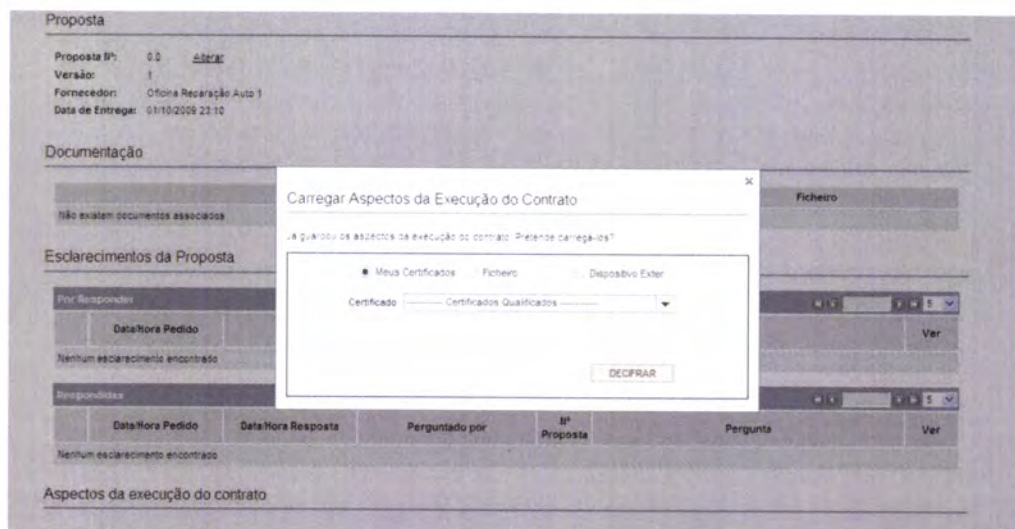 Proposta
Proposta Nº: 0.0 Alterar
Versão: 1
Fornecedor: Oficina Reparação Auto 1
Data de Entrega: 01/10/2009 23:10
Documentação
Ficheiro
Não existem documentos associados
Carregar Aspectos da Execução do Contrato
Já guardou os aspectos da execução do contrato. Pretende carregá-los?
Meus Certificados Ficheiro Dispositivo Exter
Certificado ---------- Certificados Qualificados ----------
DECIFRAR
Esclarecimentos da Proposta
Por Responder 5
Data/Hora Pedido Ver
Nenhum esclarecimento encontrado
Respondidas 5
Data/Hora Pedido Data/Hora Resposta Perguntado por Nº Proposta Pergunta Ver
Nenhum esclarecimento encontrado
Aspectos da execução do contrato